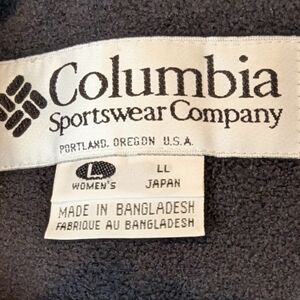 Columbia
Sportswear Company
PORTLAND, OREGON U.S.A.
L LL
WOMEN'S JAPAN
MADE IN BANGLADESH
FABRIQUE AU BANGLADESH